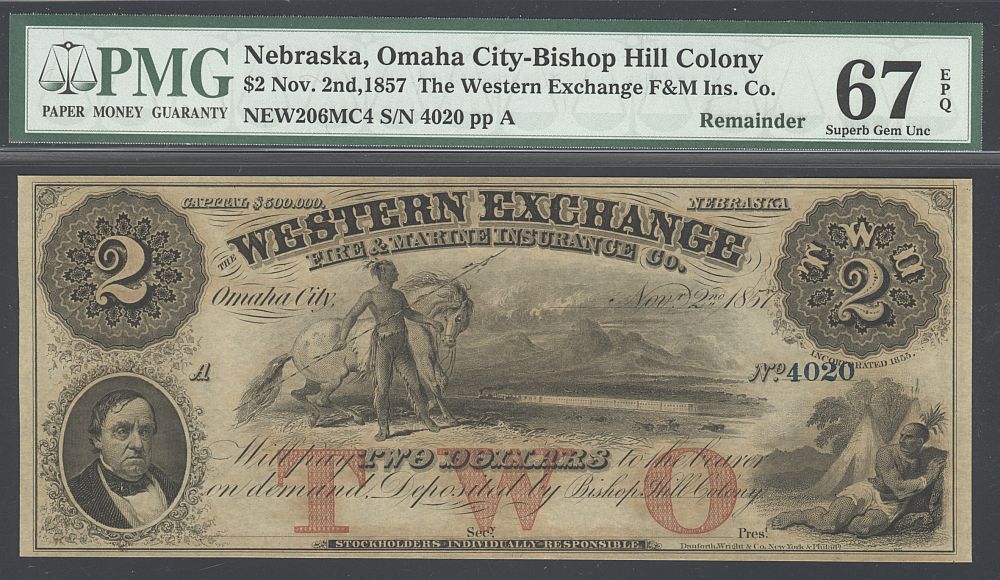 PMG
PAPER MONEY GUARANTY
Nebraska, Omaha City-Bishop Hill Colony
$2 Nov. 2nd,1857 The Western Exchange F&M Ins. Co.
NEW206MC4 S/N 4020 pp A
Remainder
67
EPQ
Superb Gem Unc
CAPITAL $500.000.
NEBRASKA
THE WESTERN EXCHANGE
FIRE & MARINE INSURANCE CO.
2
TWO
2
Omaha City,
Novr. 2nd 1857
INCORPORATED 1855.
A
No 4020
Will pay TWO DOLLARS to the bearer
on demand, Deposited by Bishop Hill Colony.
TWO
Secy.
Prest.
STOCKHOLDERS INDIVIDUALLY RESPONSIBLE
Danforth, Wright & Co. New-York & Philada.